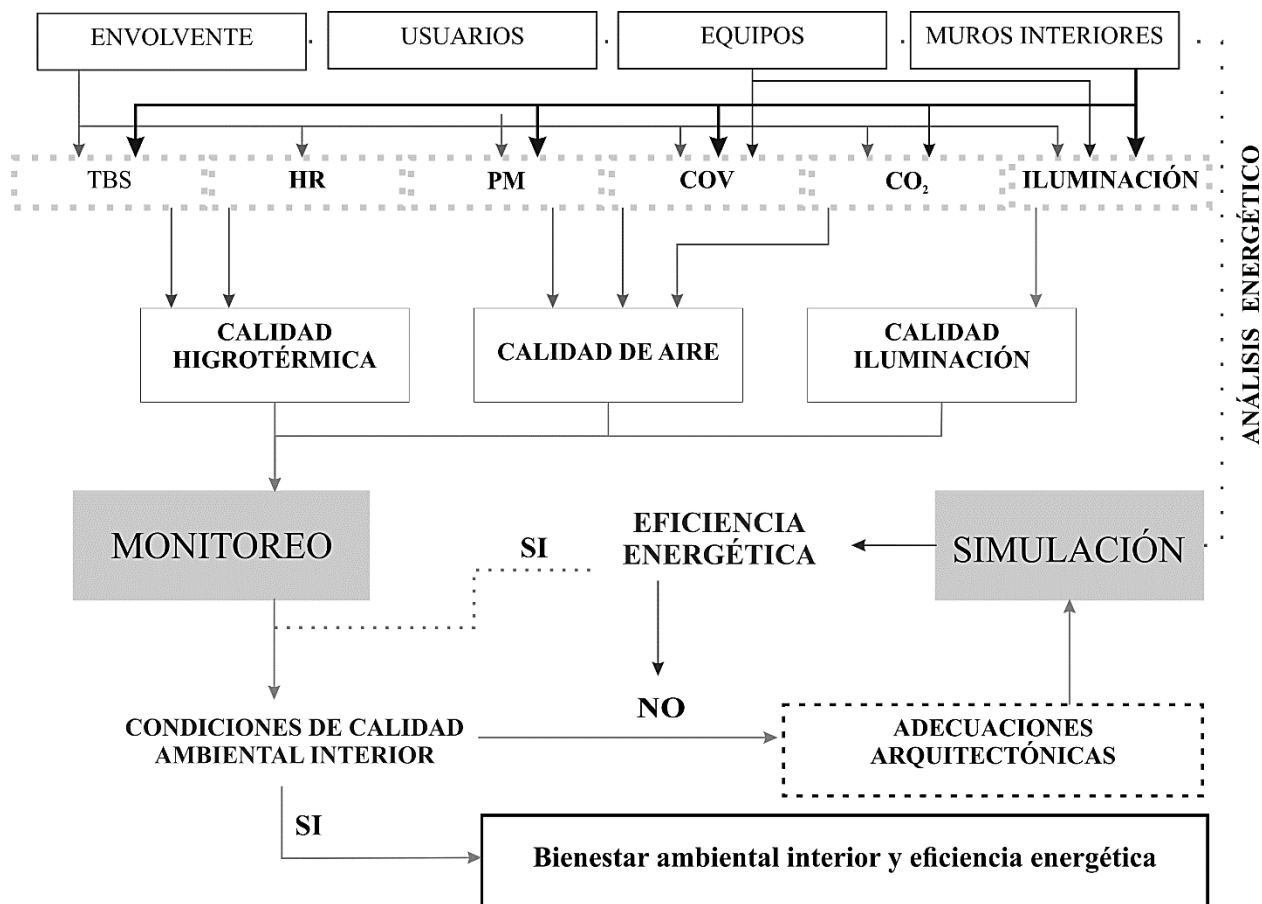 ENVOLVENTE
USUARIOS
EQUIPOS
MUROS INTERIORES
TBS
HR
PM
COV
CO₂
ILUMINACIÓN
ANÁLISIS ENERGÉTICO
CALIDAD
HIGROTÉRMICA
CALIDAD DE AIRE
CALIDAD
ILUMINACIÓN
MONITOREO
SI
EFICIENCIA
ENERGÉTICA
SIMULACIÓN
NO
CONDICIONES DE CALIDAD
AMBIENTAL INTERIOR
ADECUACIONES
ARQUITECTÓNICAS
SI
Bienestar ambiental interior y eficiencia energética